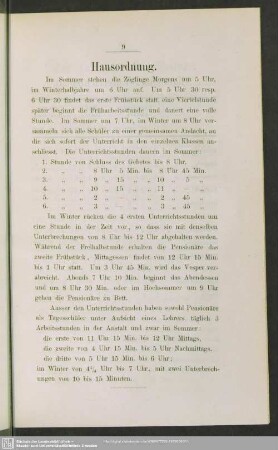 9
Hausordnung.
Im Sommer stehen die Zöglinge Morgens um 5 Uhr,
im Winterhalbjahre um 6 Uhr auf. Um 5 Uhr 30 resp.
6 Uhr 30 findet das erste Frühstück statt, eine Viertelstunde
später beginnt die Früharbeitsstunde und dauert eine volle
Stunde. Im Sommer um 7 Uhr, im Winter um 8 Uhr ver-
sammeln sich alle Schüler zu einer gemeinsamen Andacht, an
die sich sofort der Unterricht in den einzelnen Klassen an-
schliesst. Die Unterrichtsstunden dauern im Sommer:
1. Stunde von Schluss des Gebetes bis 8 Uhr,
2. „ „ 8 Uhr 5 Min. bis 8 Uhr 45 Min.
3. „ „ 9 „ 15 „ „ 10 „ 5 „
4. „ „ 10 „ 15 „ „ 11 „
5. „ „ 2 „ „ 2 „ 45 „
6. „ „ 3 „ „ 3 „ 45 „
Im Winter rücken die 4 ersten Unterrichtsstunden um
eine Stunde in der Zeit vor, so dass sie mit denselben
Unterbrechungen von 8 Uhr bis 12 Uhr abgehalten werden.
Während der Freihalbstunde erhalten die Pensionäre das
zweite Frühstück, Mittagessen findet von 12 Uhr 15 Min.
bis 1 Uhr statt. Um 3 Uhr 45 Min. wird das Vesper ver-
abreicht. Abends 7 Uhr 10 Min. beginnt das Abendessen
und um 8 Uhr 30 Min. oder im Hochsommer um 9 Uhr
gehen die Pensionäre zu Bett.
Ausser den Unterrichtsstunden haben sowohl Pensionäre
als Tagesschüler unter Aufsicht eines Lehrers täglich 3
Arbeitsstunden in der Anstalt und zwar im Sommer:
die erste von 11 Uhr 15 Min. bis 12 Uhr Mittags,
die zweite von 4 Uhr 15 Min. bis 5 Uhr Nachmittags,
die dritte von 5 Uhr 15 Min. bis 6 Uhr;
im Winter von 4¼ Uhr bis 7 Uhr, mit zwei Unterbrech-
ungen von 10 bis 15 Minuten.